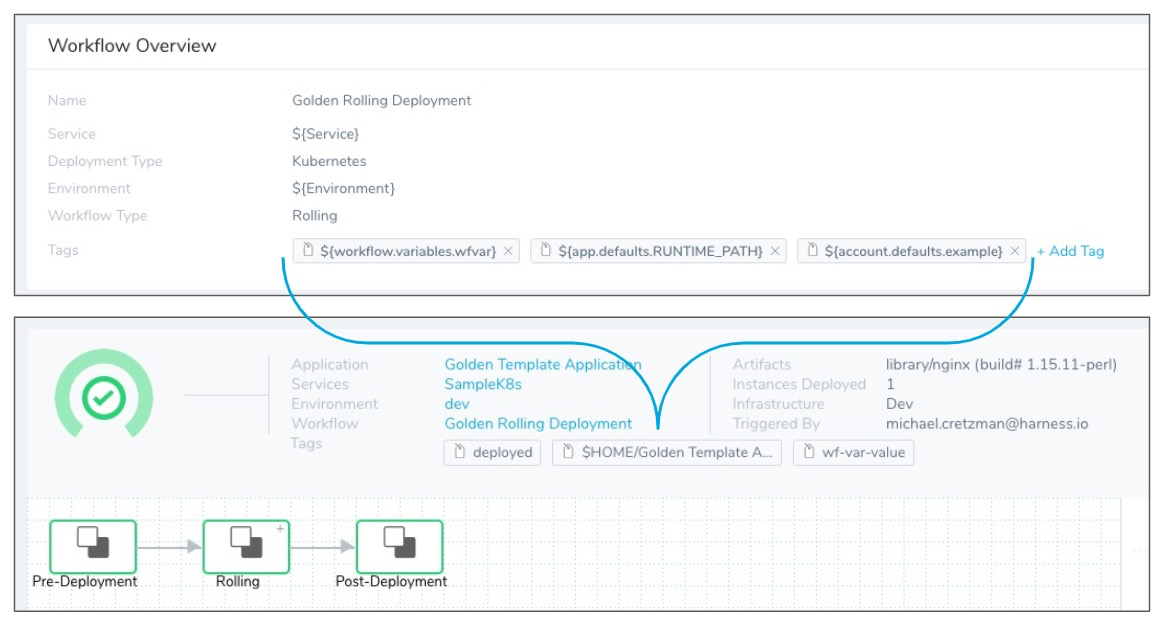 Workflow Overview
Name Golden Rolling Deployment
Service ${Service}
Deployment Type Kubernetes
Environment ${Environment}
Workflow Type Rolling
Tags ${workflow.variables.wfvar} × ${app.defaults.RUNTIME_PATH} × ${account.defaults.example} × + Add Tag
Application Golden Template Application Artifacts library/nginx (build# 1.15.11-perl)
Services SampleK8s Instances Deployed 1
Environment dev Infrastructure Dev
Workflow Golden Rolling Deployment Triggered By michael.cretzman@harness.io
Tags deployed $HOME/Golden Template A... wf-var-value
Pre-Deployment Rolling Post-Deployment